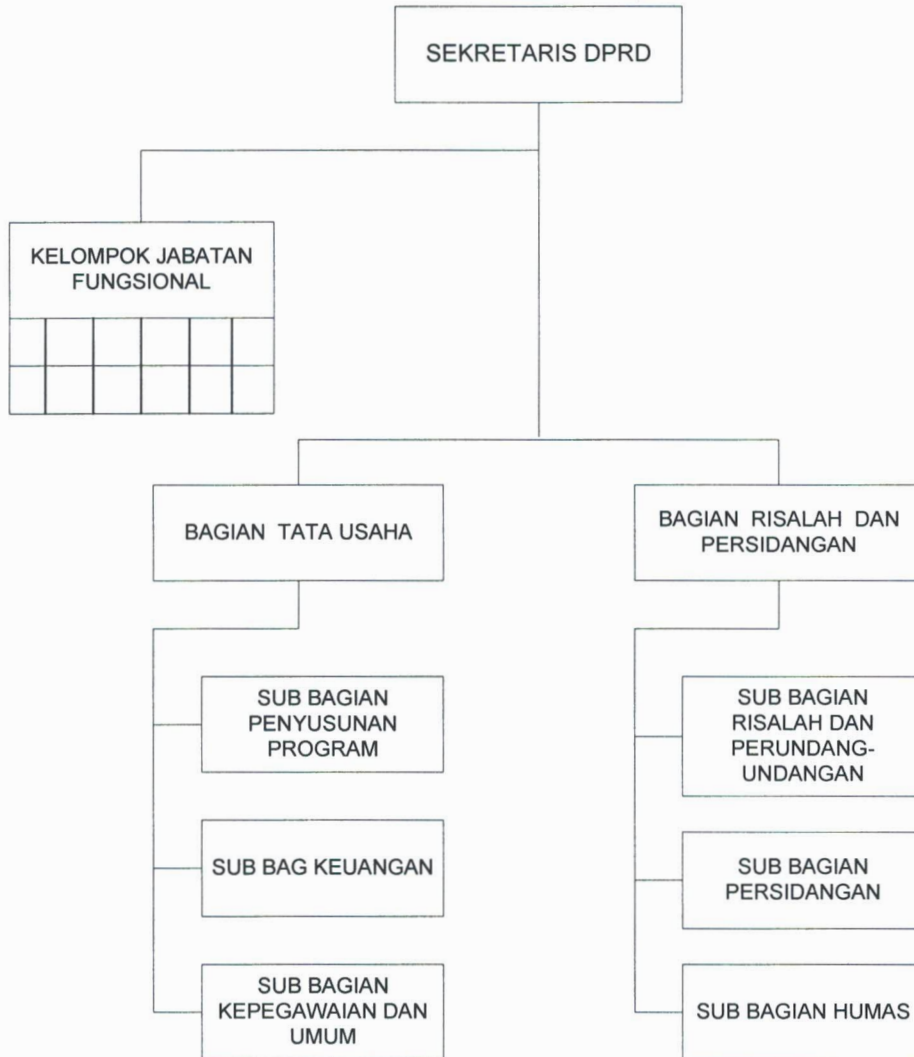 SEKRETARIS DPRD
KELOMPOK JABATAN
FUNGSIONAL
BAGIAN TATA USAHA
BAGIAN RISALAH DAN
PERSIDANGAN
SUB BAGIAN
PENYUSUNAN
PROGRAM
SUB BAG KEUANGAN
SUB BAGIAN
KEPEGAWAIAN DAN
UMUM
SUB BAGIAN
RISALAH DAN
PERUNDANG-
UNDANGAN
SUB BAGIAN
PERSIDANGAN
SUB BAGIAN HUMAS